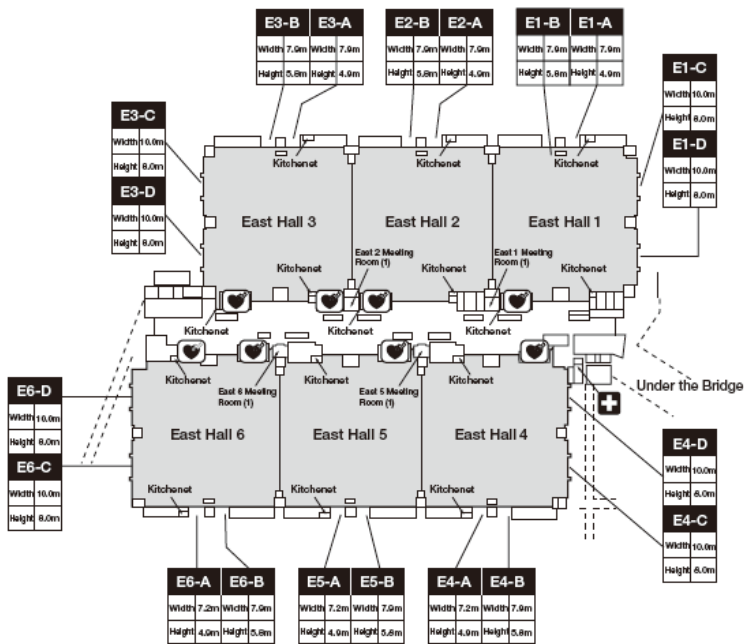 E3-B E3-A
Width 7.9m Width 7.9m
Height 5.8m Height 4.9m
E2-B E2-A
Width 7.9m Width 7.9m
Height 5.8m Height 4.9m
E1-B E1-A
Width 7.9m Width 7.9m
Height 5.8m Height 4.9m
E1-C
Width 10.0m
Height 8.0m
E3-C
Width 10.0m
Height 8.0m
E1-D
Width 10.0m
Height 8.0m
E3-D
Width 10.0m
Height 8.0m
Kitchenet
Kitchenet
Kitchenet
East Hall 3
East Hall 2
East Hall 1
Kitchenet
East 2 Meeting
Room (1)
Kitchenet
East 1 Meeting
Room (1)
Kitchenet
Kitchenet
Kitchenet
Kitchenet
Kitchenet
East 6 Meeting
Room (1)
Kitchenet
East 5 Meeting
Room (1)
Kitchenet
Under the Bridge
E6-D
Width 10.0m
Height 8.0m
East Hall 6
East Hall 5
East Hall 4
E4-D
Width 10.0m
Height 8.0m
E6-C
Width 10.0m
Height 8.0m
Kitchenet
Kitchenet
Kitchenet
E4-C
Width 10.0m
Height 8.0m
E6-A E6-B
Width 7.2m Width 7.9m
Height 4.9m Height 5.8m
E5-A E5-B
Width 7.2m Width 7.9m
Height 4.9m Height 5.8m
E4-A E4-B
Width 7.2m Width 7.9m
Height 4.9m Height 5.8m